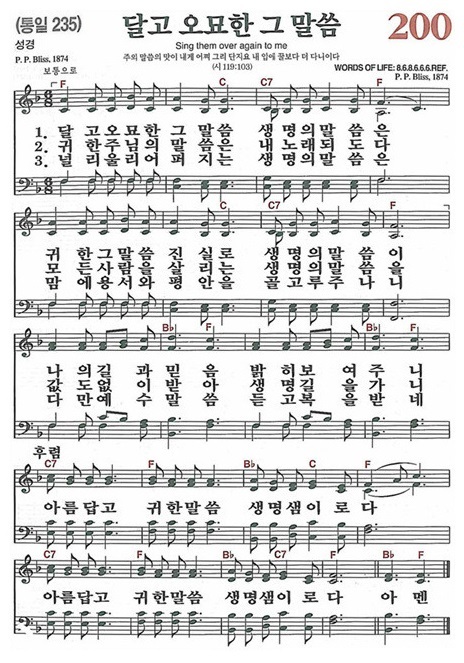 (통일 235)
달고 오묘한 그 말씀
200
성경
Sing them over again to me
P. P. Bliss, 1874
주의 말씀의 맛이 내게 어찌 그리 단지요 내 입에 꿀보다 더 다니이다
보통으로
(시 119:103)
WORDS OF LIFE: 8.6.8.6.6.6.REF.
P. P. Bliss, 1874
F C C7 F
1. 달 고 오 묘 한 그 말 씀 생 명 의 말 씀 은
2. 귀 한 주 님 의 말 씀 은 내 노 래 되 도 다
3. 널 리 울 리 어 퍼 지 는 생 명 의 말 씀 은
C C7 F
귀 한 그 말 씀 진 실 로 생 명 의 말 씀 이
모 든 사 람 을 살 리 는 생 명 의 말 씀 을
맘 에 용 서 와 평 안 을 골 고 루 주 나 니
B♭ F B♭ F
나 의 길 과 믿 음 밝 히 보 여 주 니
값 도 없 이 받 아 생 명 길 을 가 니
다 만 예 수 말 씀 듣 고 복 을 받 네
후렴
C7 F B♭ C F
아 름 답 고 귀 한 말 씀 생 명 샘 이 로 다
C7 F B♭ C7 F B♭ F
아 름 답 고 귀 한 말 씀 생 명 샘 이 로 다 아 멘